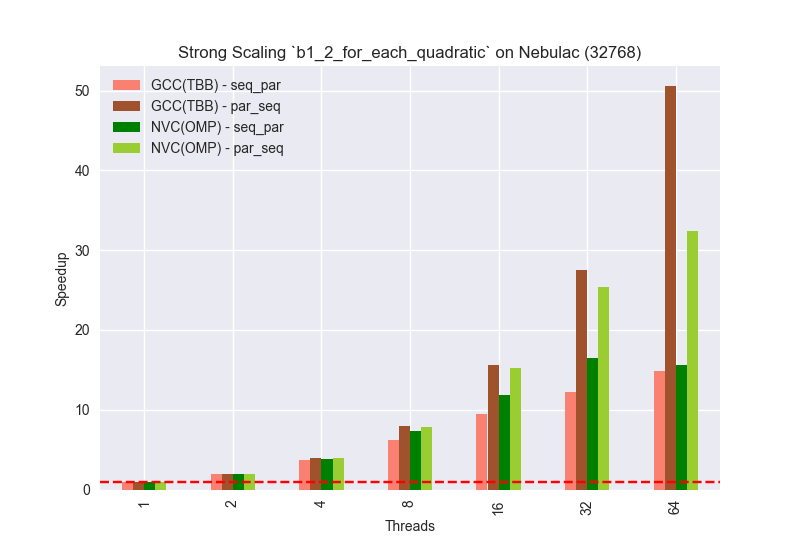 Strong Scaling `b1_2_for_each_quadratic` on Nebulac (32768)
GCC(TBB) - seq_par
GCC(TBB) - par_seq
NVC(OMP) - seq_par
NVC(OMP) - par_seq
50
40
30
20
10
0
Speedup
1 2 4 8 16 32 64
Threads